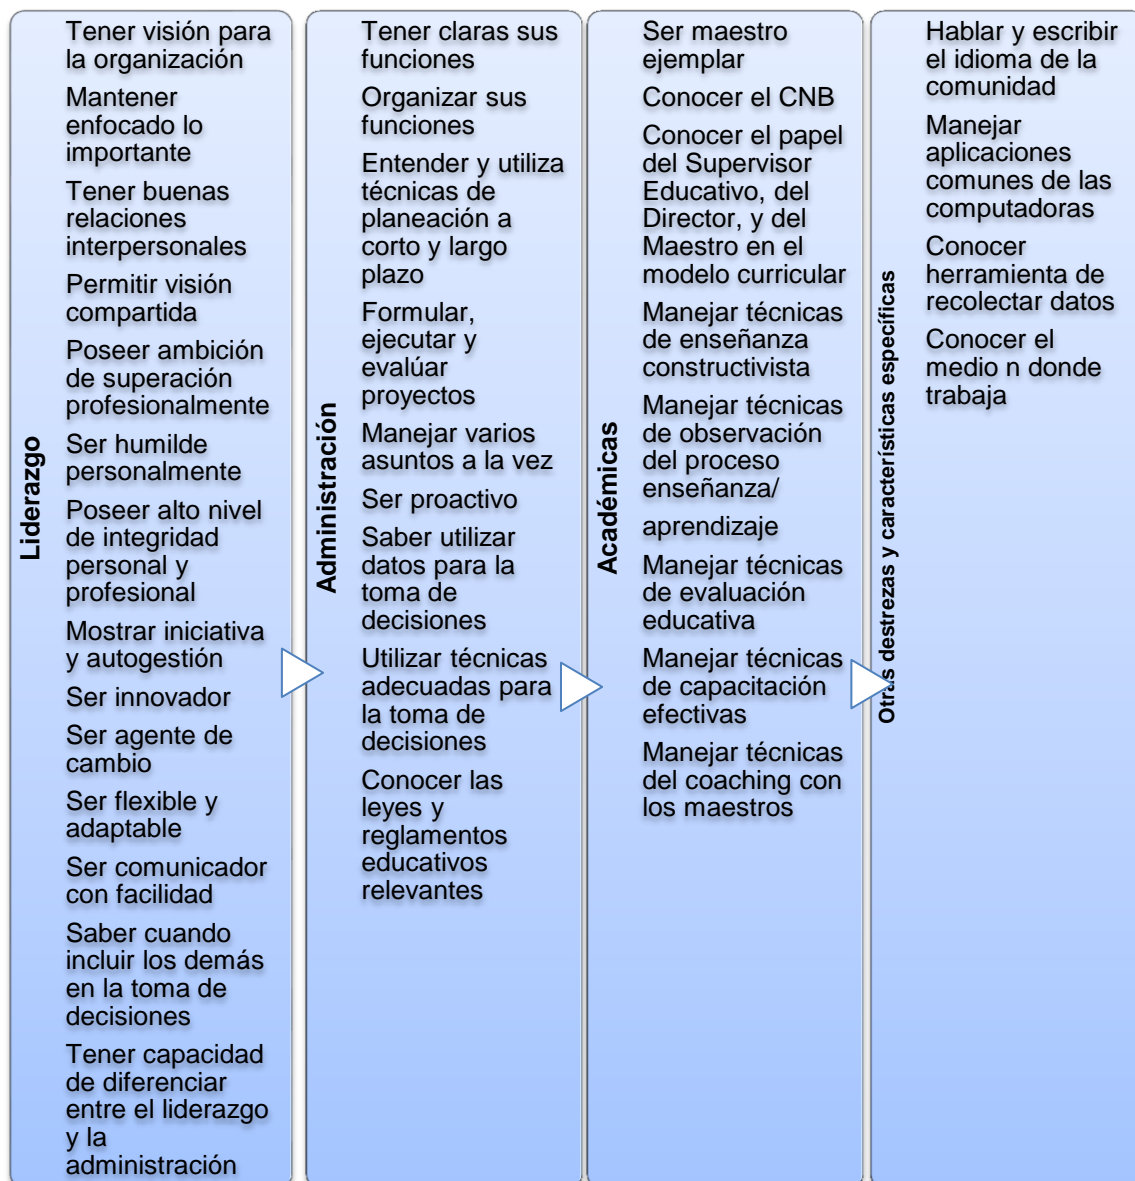 Liderazgo
Tener visión para
la organización
Mantener
enfocado lo
importante
Tener buenas
relaciones
interpersonales
Permitir visión
compartida
Poseer ambición
de superación
profesionalmente
Ser humilde
personalmente
Poseer alto nivel
de integridad
personal y
profesional
Mostrar iniciativa
y autogestión
Ser innovador
Ser agente de
cambio
Ser flexible y
adaptable
Ser comunicador
con facilidad
Saber cuando
incluir los demás
en la toma de
decisiones
Tener capacidad
de diferenciar
entre el liderazgo
y la
administración
Administración
Tener claras sus
funciones
Organizar sus
funciones
Entender y utiliza
técnicas de
planeación a
corto y largo
plazo
Formular,
ejecutar y
evalúar
proyectos
Manejar varios
asuntos a la vez
Ser proactivo
Saber utilizar
datos para la
toma de
decisiones
Utilizar técnicas
adecuadas para
la toma de
decisiones
Conocer las
leyes y
reglamentos
educativos
relevantes
Académicas
Ser maestro
ejemplar
Conocer el CNB
Conocer el papel
del Supervisor
Educativo, del
Director, y del
Maestro en el
modelo curricular
Manejar técnicas
de enseñanza
constructivista
Manejar técnicas
de observación
del proceso
enseñanza/
aprendizaje
Manejar técnicas
de evaluación
educativa
Manejar técnicas
de capacitación
efectivas
Manejar técnicas
del coaching con
los maestros
Otras destrezas y características específicas
Hablar y escribir
el idioma de la
comunidad
Manejar
aplicaciones
comunes de las
computadoras
Conocer
herramienta de
recolectar datos
Conocer el
medio n donde
trabaja